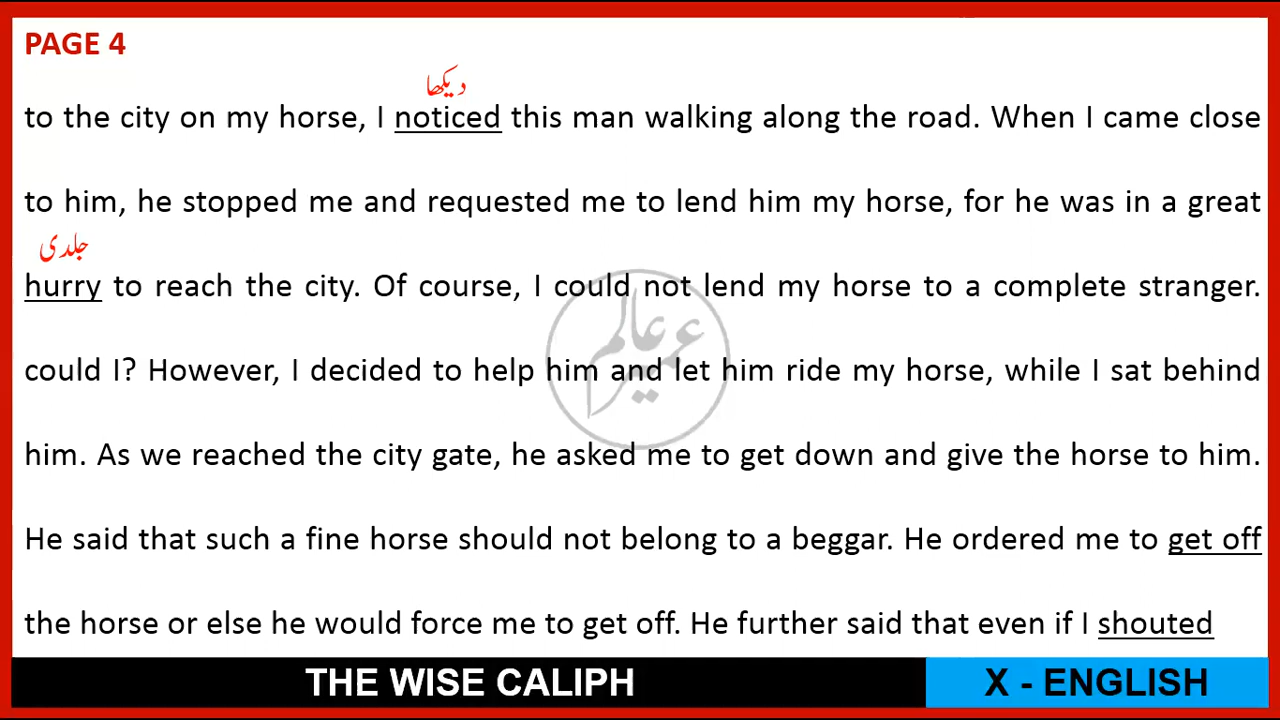 PAGE 4
دیکھا
to the city on my horse, I noticed this man walking along the road. When I came close
to him, he stopped me and requested me to lend him my horse, for he was in a great
جلدی
hurry to reach the city. Of course, I could not lend my horse to a complete stranger.
could I? However, I decided to help him and let him ride my horse, while I sat behind
him. As we reached the city gate, he asked me to get down and give the horse to him.
He said that such a fine horse should not belong to a beggar. He ordered me to get off
the horse or else he would force me to get off. He further said that even if I shouted
THE WISE CALIPH
X - ENGLISH